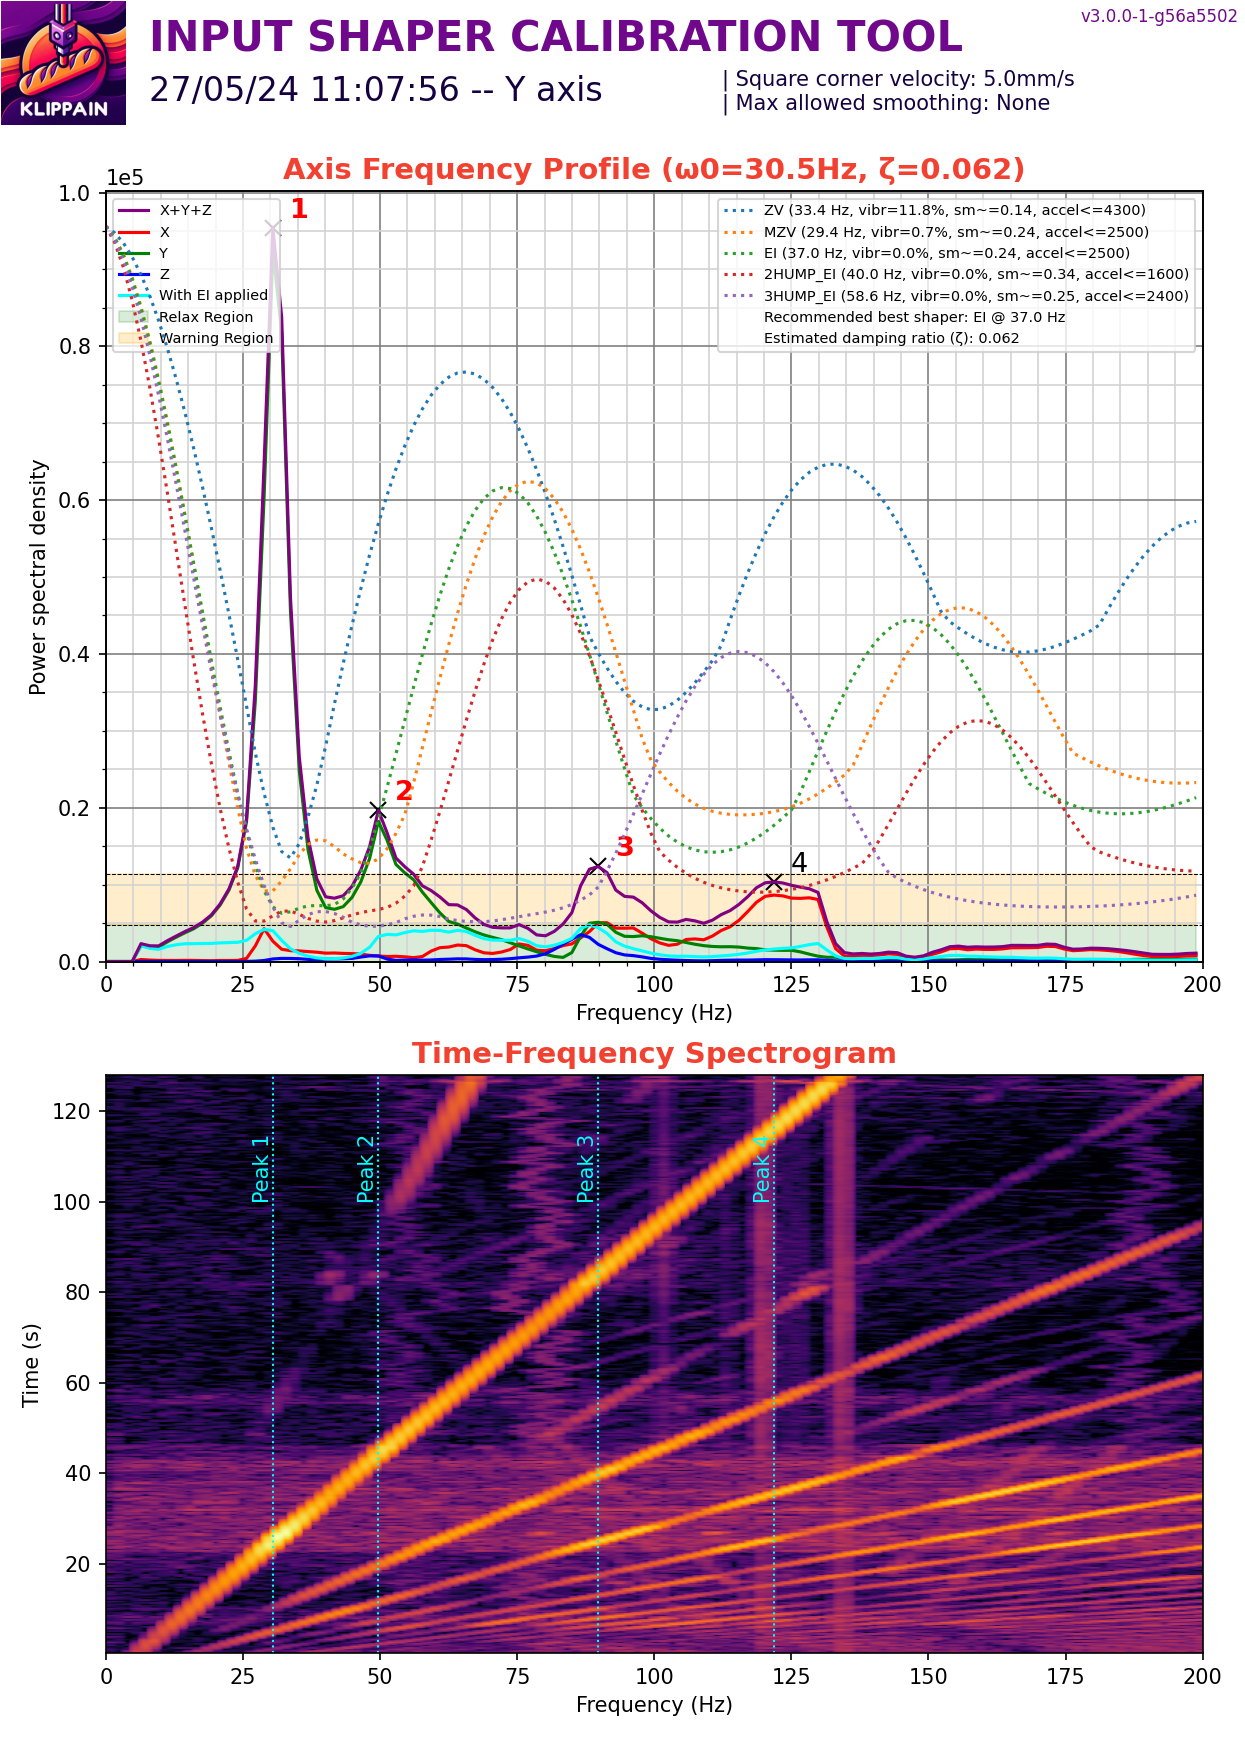 KLIPPAIN
INPUT SHAPER CALIBRATION TOOL
v3.0.0-1-g56a5502
27/05/24 11:07:56 -- Y axis
| Square corner velocity: 5.0mm/s
| Max allowed smoothing: None
Axis Frequency Profile (ω0=30.5Hz, ζ=0.062)
1e5
X+Y+Z
X
Y
Z
With EI applied
Relax Region
Warning Region
ZV (33.4 Hz, vibr=11.8%, sm~=0.14, accel<=4300)
MZV (29.4 Hz, vibr=0.7%, sm~=0.24, accel<=2500)
EI (37.0 Hz, vibr=0.0%, sm~=0.24, accel<=2500)
2HUMP_EI (40.0 Hz, vibr=0.0%, sm~=0.34, accel<=1600)
3HUMP_EI (58.6 Hz, vibr=0.0%, sm~=0.25, accel<=2400)
Recommended best shaper: EI @ 37.0 Hz
Estimated damping ratio (ζ): 0.062
1
2
3
4
Power spectral density
1.0
0.8
0.6
0.4
0.2
0.0
0 25 50 75 100 125 150 175 200
Frequency (Hz)
Time-Frequency Spectrogram
Peak 1
Peak 2
Peak 3
Peak 4
Time (s)
120
100
80
60
40
20
0 25 50 75 100 125 150 175 200
Frequency (Hz)